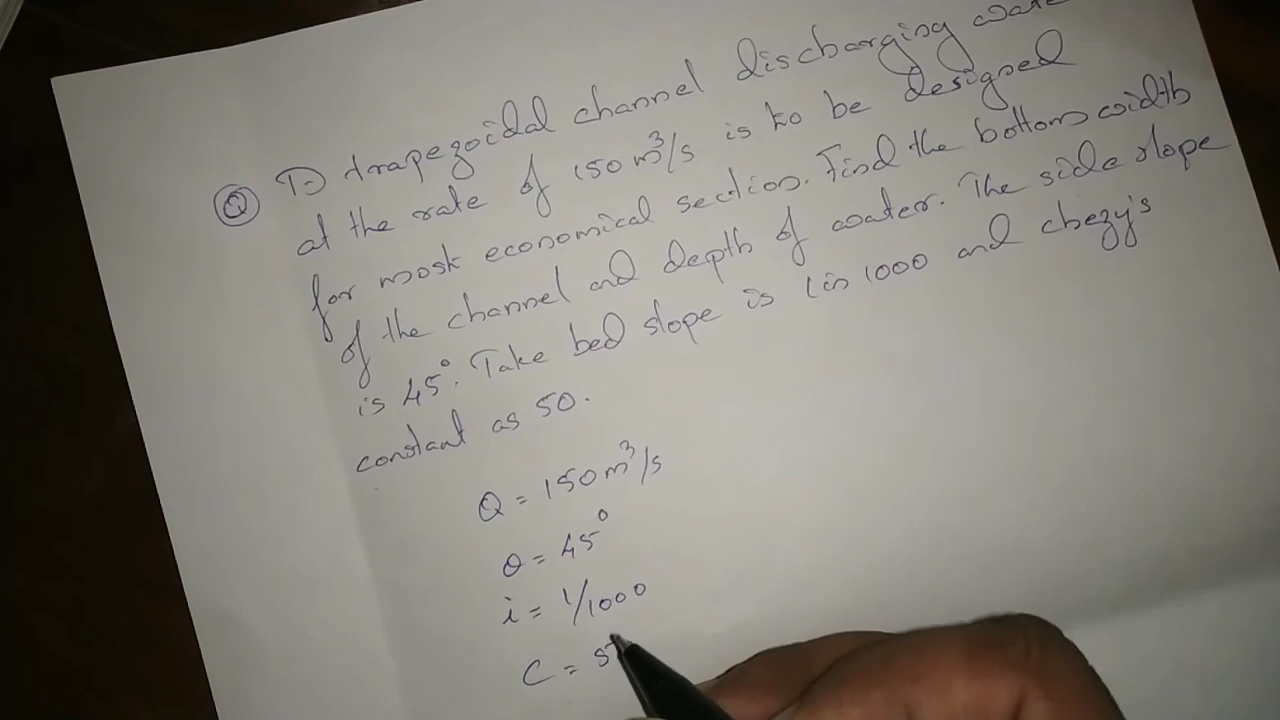 Q A trapezoidal channel discharging
at the rate of 150 m³/s is to be designed
for most economical section. Find the bottom width
of the channel and depth of water. The side slope
is 45°. Take bed slope is 1 in 1000 and chezy's
constant as 50.
Q = 150 m³/s
θ = 45°
i = 1/1000
C = 5